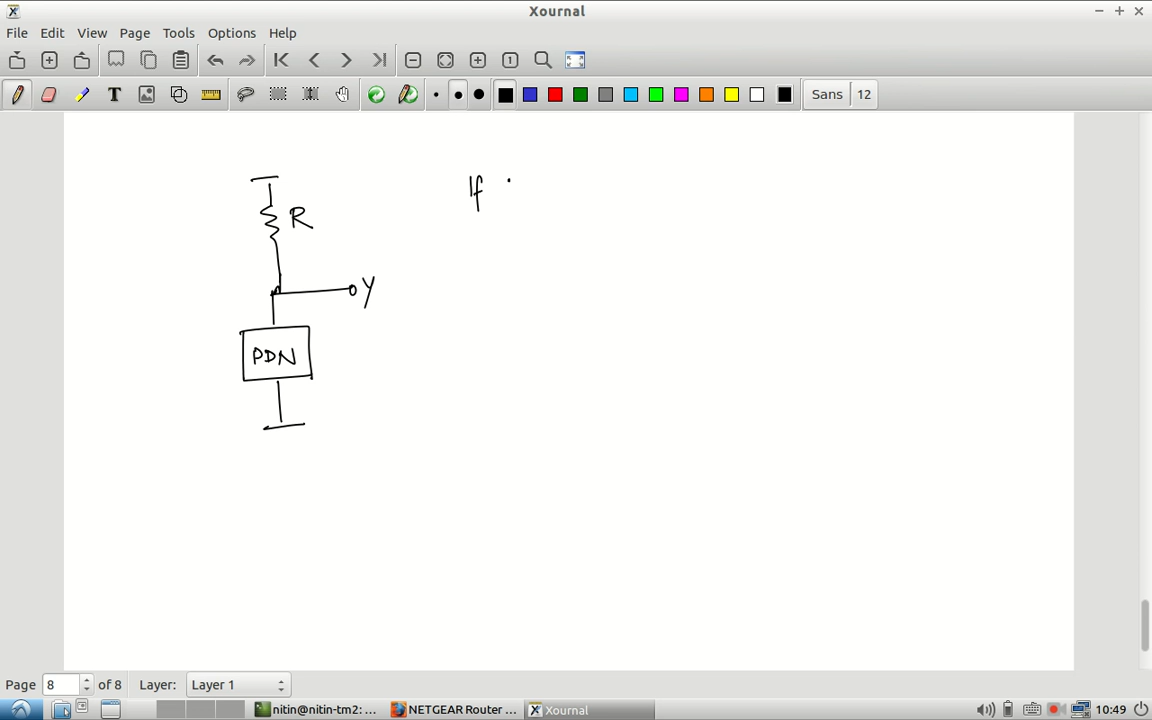 Xournal
File Edit View Page Tools Options Help
Sans 12
If
R
Y
PDN
Page 8 of 8 Layer: Layer 1
nitin@nitin-tm2: ... NETGEAR Router ... Xournal 10:49